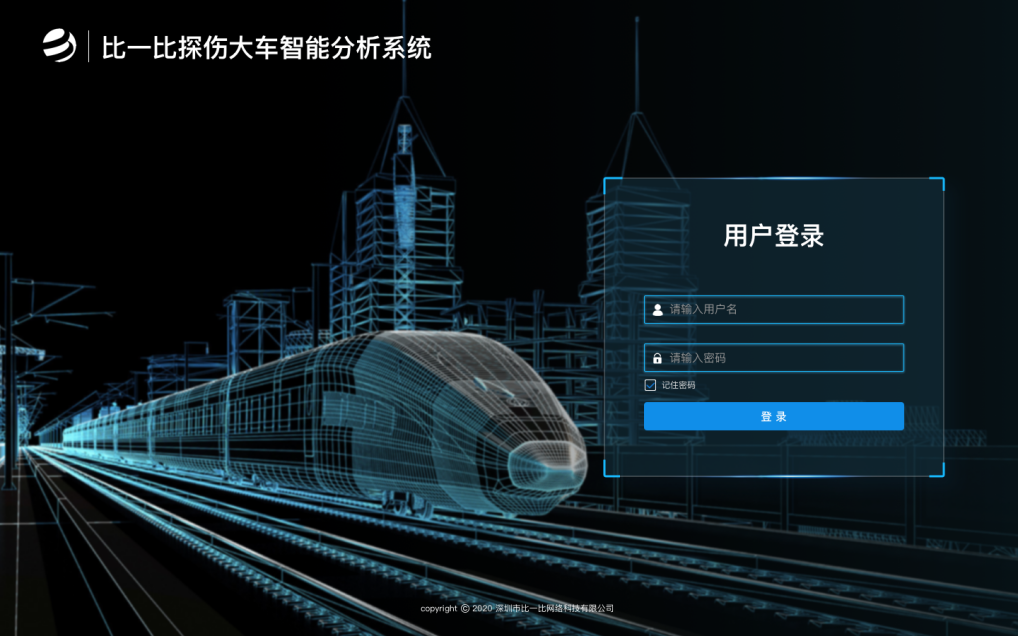 比一比探伤大车智能分析系统
用户登录
请输入用户名
请输入密码
记住密码
登录
copyright © 2020 深圳市比一比网络科技有限公司